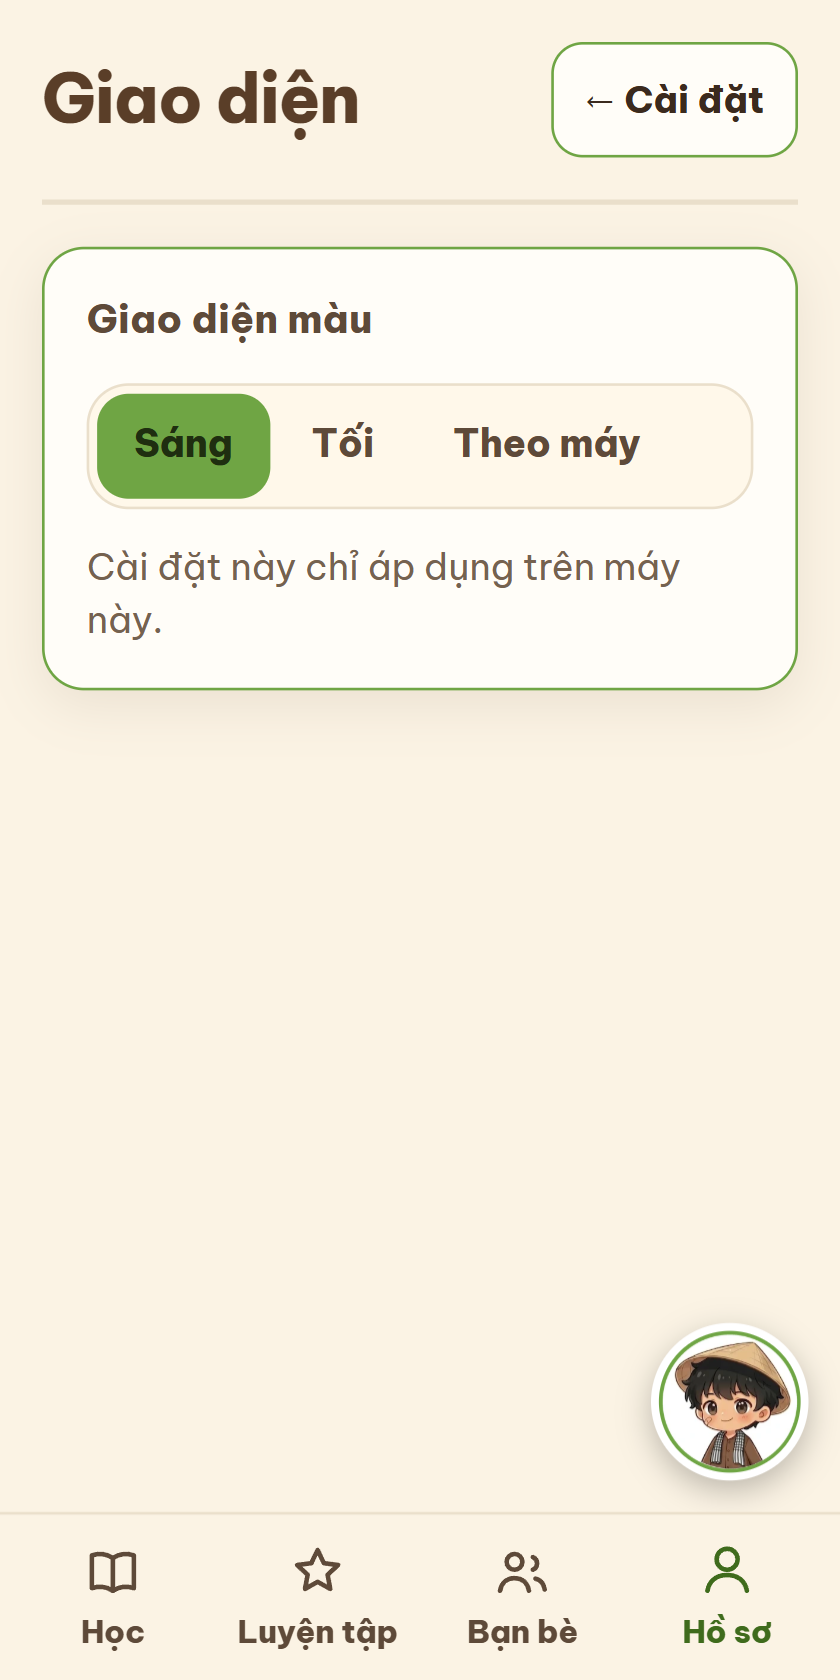 Giao diện
← Cài đặt
Giao diện màu
Sáng
Tối
Theo máy
Cài đặt này chỉ áp dụng trên máy
này.
Học
Luyện tập
Bạn bè
Hồ sơ